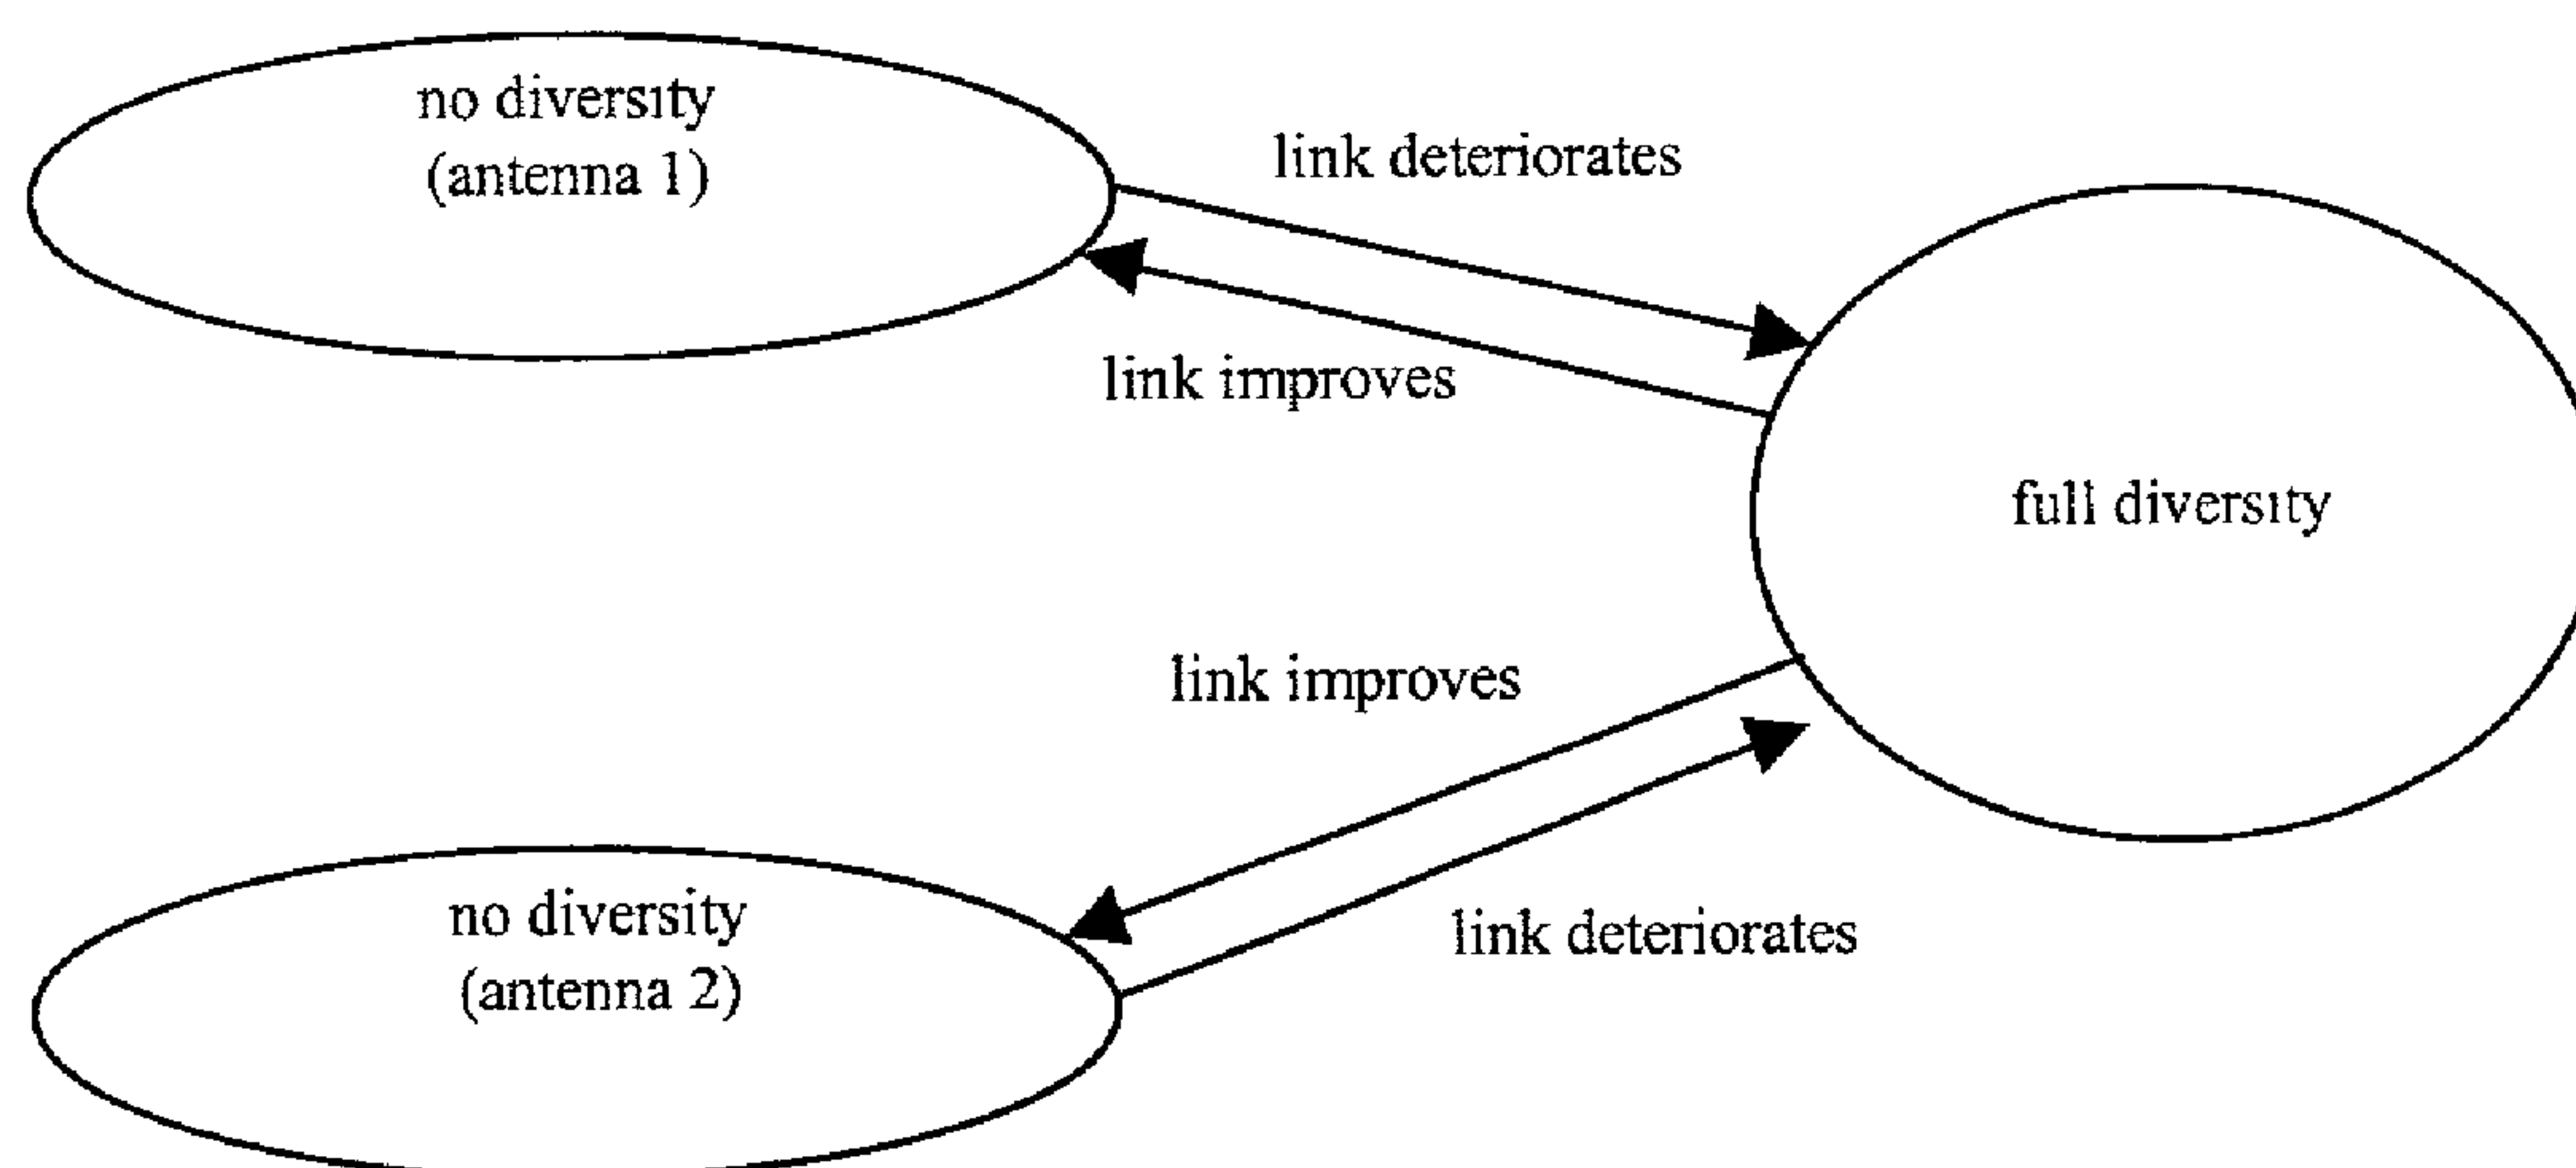 no diversity
(antenna 1)
link deteriorates
link improves
full diversity
link improves
no diversity
(antenna 2)
link deteriorates